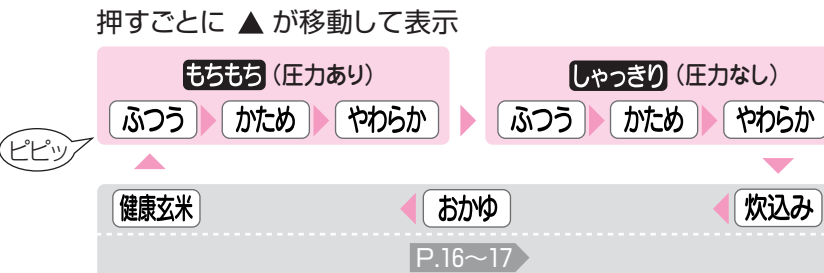 押すごとに ▲ が移動して表示
もちもち (圧力あり) しゃっきり (圧力なし)
ふつう かため やわらか ふつう かため やわらか
ピピッ
健康玄米 おかゆ 炊込み
P.16〜17